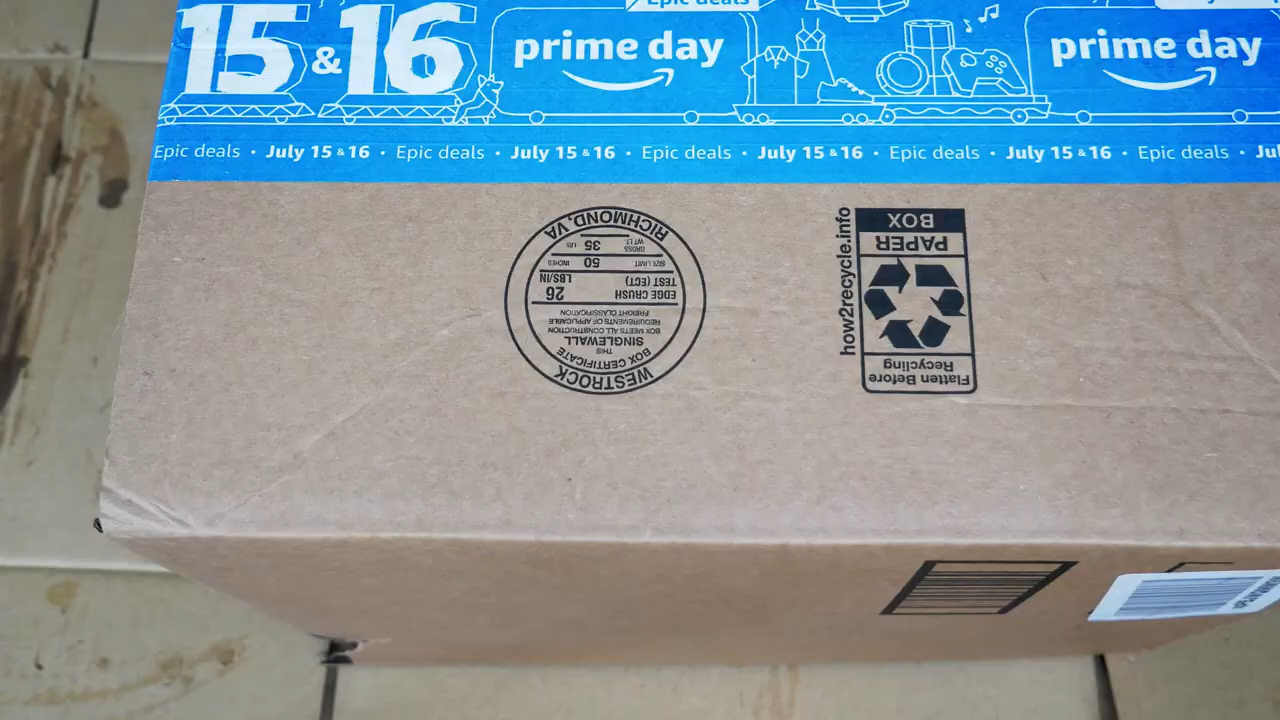 Epic deals
15 & 16
prime day
prime day
Epic deals • July 15 & 16 • Epic deals • July 15 & 16 • Epic deals • July 15 & 16 • Epic deals • July 15 & 16 • Epic deals •
WESTROCK
BOX CERTIFICATE
THIS
SINGLEWALL
BOX MEETS ALL CONSTRUCTION
REQUIREMENTS OF APPLICABLE
FREIGHT CLASSIFICATION
EDGE CRUSH
TEST (ECT)
26
LBS/IN
SIZE LIMIT 50 INCHES
GROSS
WT LT. 35 LBS
RICHMOND, VA
how2recycle.info
Flatten Before
Recycling
PAPER
BOX